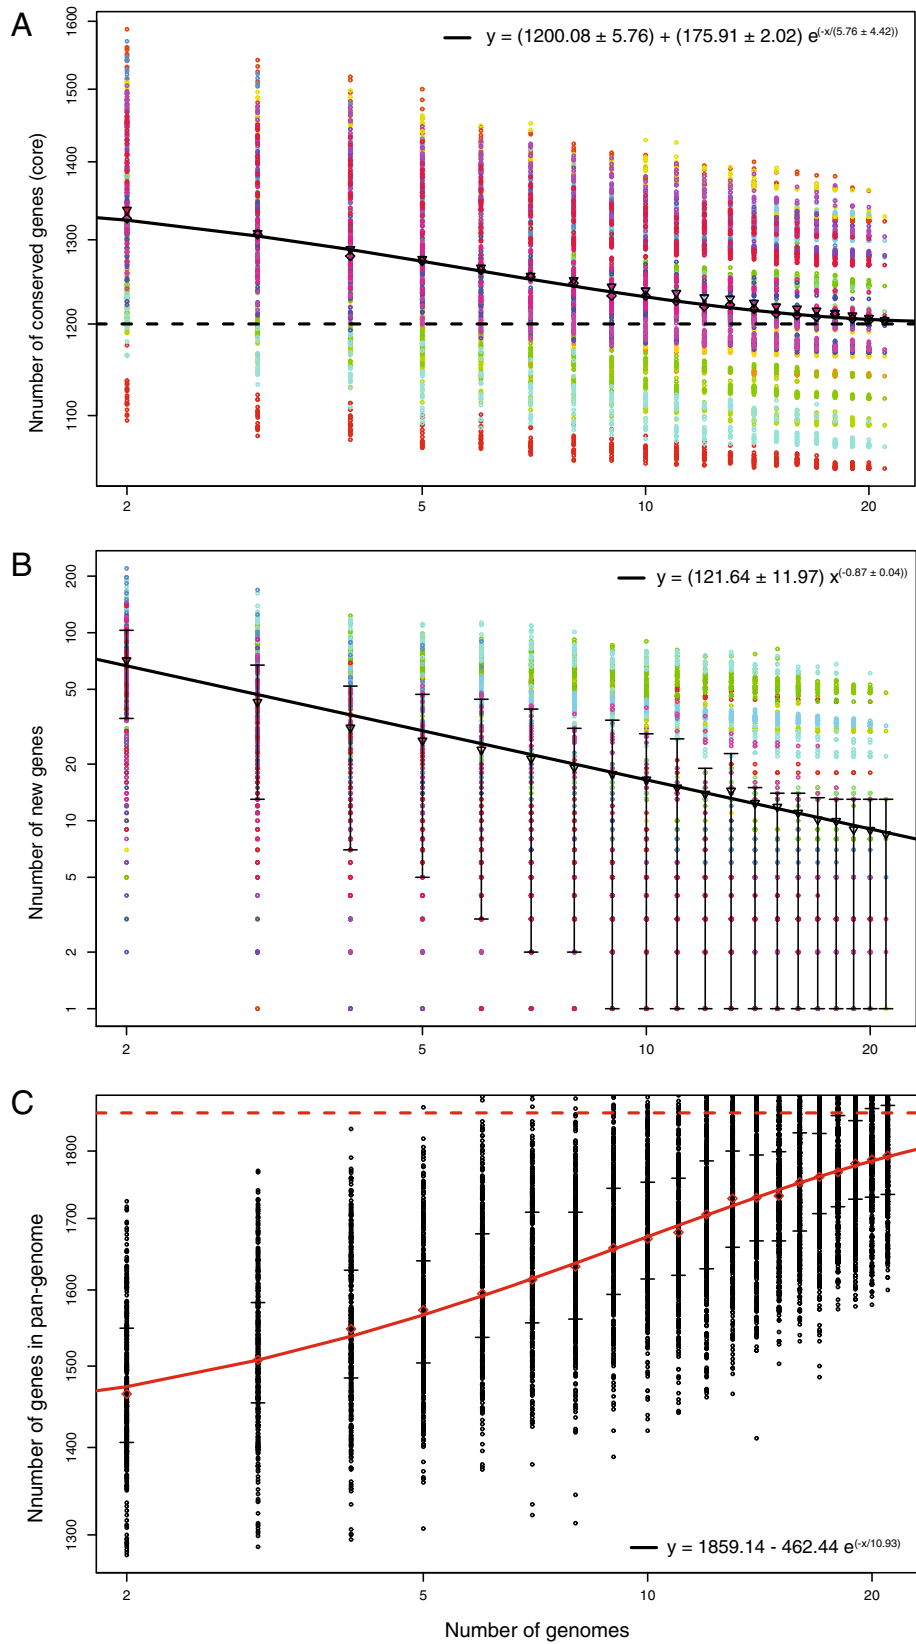 A
y = (1200.08 ± 5.76) + (175.91 ± 2.02) e(-x/(5.76 ± 4.42))
Nnumber of conserved genes (core)
1600
1500
1400
1300
1200
1100
2 5 10 20
B
y = (121.64 ± 11.97) x(-0.87 ± 0.04))
Nnumber of new genes
200
100
50
20
10
5
2
1
2 5 10 20
C
Nnumber of genes in pan-genome
1800
1700
1600
1500
1400
1300
y = 1859.14 - 462.44 e(-x/10.93)
2 5 10 20
Number of genomes